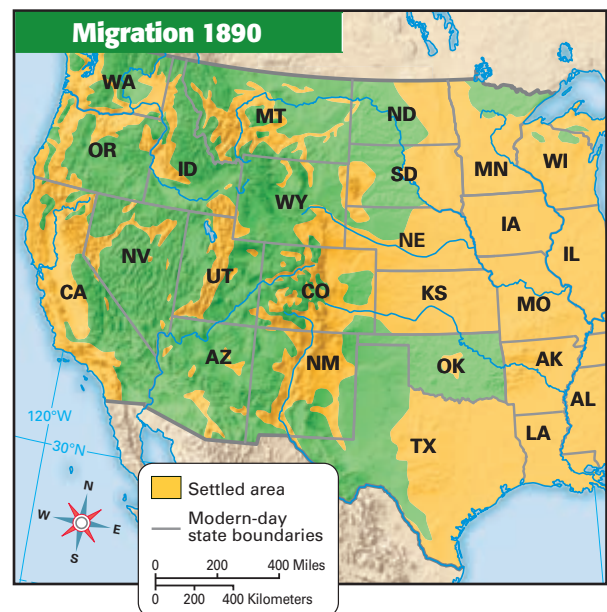 Migration 1890
WA
MT
ND
OR
ID
SD
MN
WI
WY
IA
NE
NV
IL
UT
CA
CO
KS
MO
AZ
NM
OK
AK
AL
TX
LA
120°W
30°N
N
W
E
S
Settled area
Modern-day
state boundaries
0 200 400 Miles
0 200 400 Kilometers